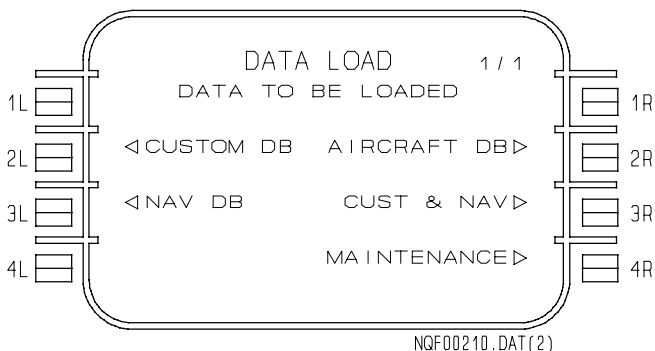 DATA LOAD 1 / 1
DATA TO BE LOADED
1L 1R
2L ◁CUSTOM DB AIRCRAFT DB▷ 2R
3L ◁NAV DB CUST & NAV▷ 3R
4L MAINTENANCE▷ 4R
NQF00210.DAT(2)